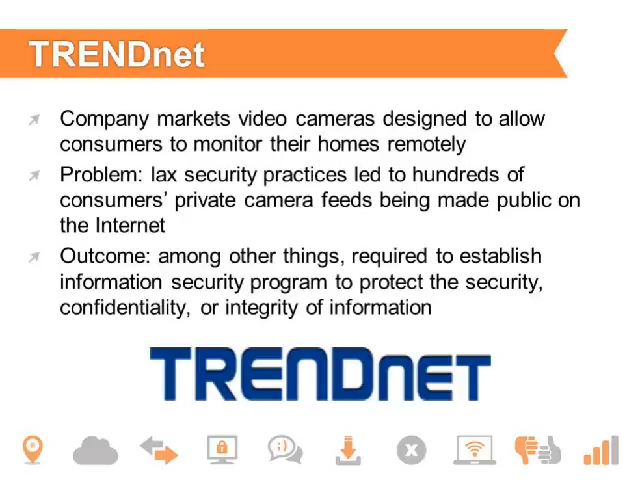 TRENDnet
Company markets video cameras designed to allow
consumers to monitor their homes remotely
Problem: lax security practices led to hundreds of
consumers’ private camera feeds being made public on
the Internet
Outcome: among other things, required to establish
information security program to protect the security,
confidentiality, or integrity of information
TRENDNET